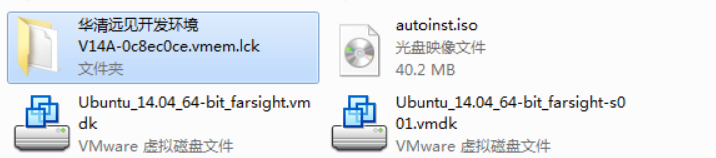 华清远见开发环境
V14A-0c8ec0ce.vmem.lck
文件夹
autoinst.iso
光盘映像文件
40.2 MB
Ubuntu_14.04_64-bit_farsight.vm
dk
VMware 虚拟磁盘文件
Ubuntu_14.04_64-bit_farsight-s0
01.vmdk
VMware 虚拟磁盘文件